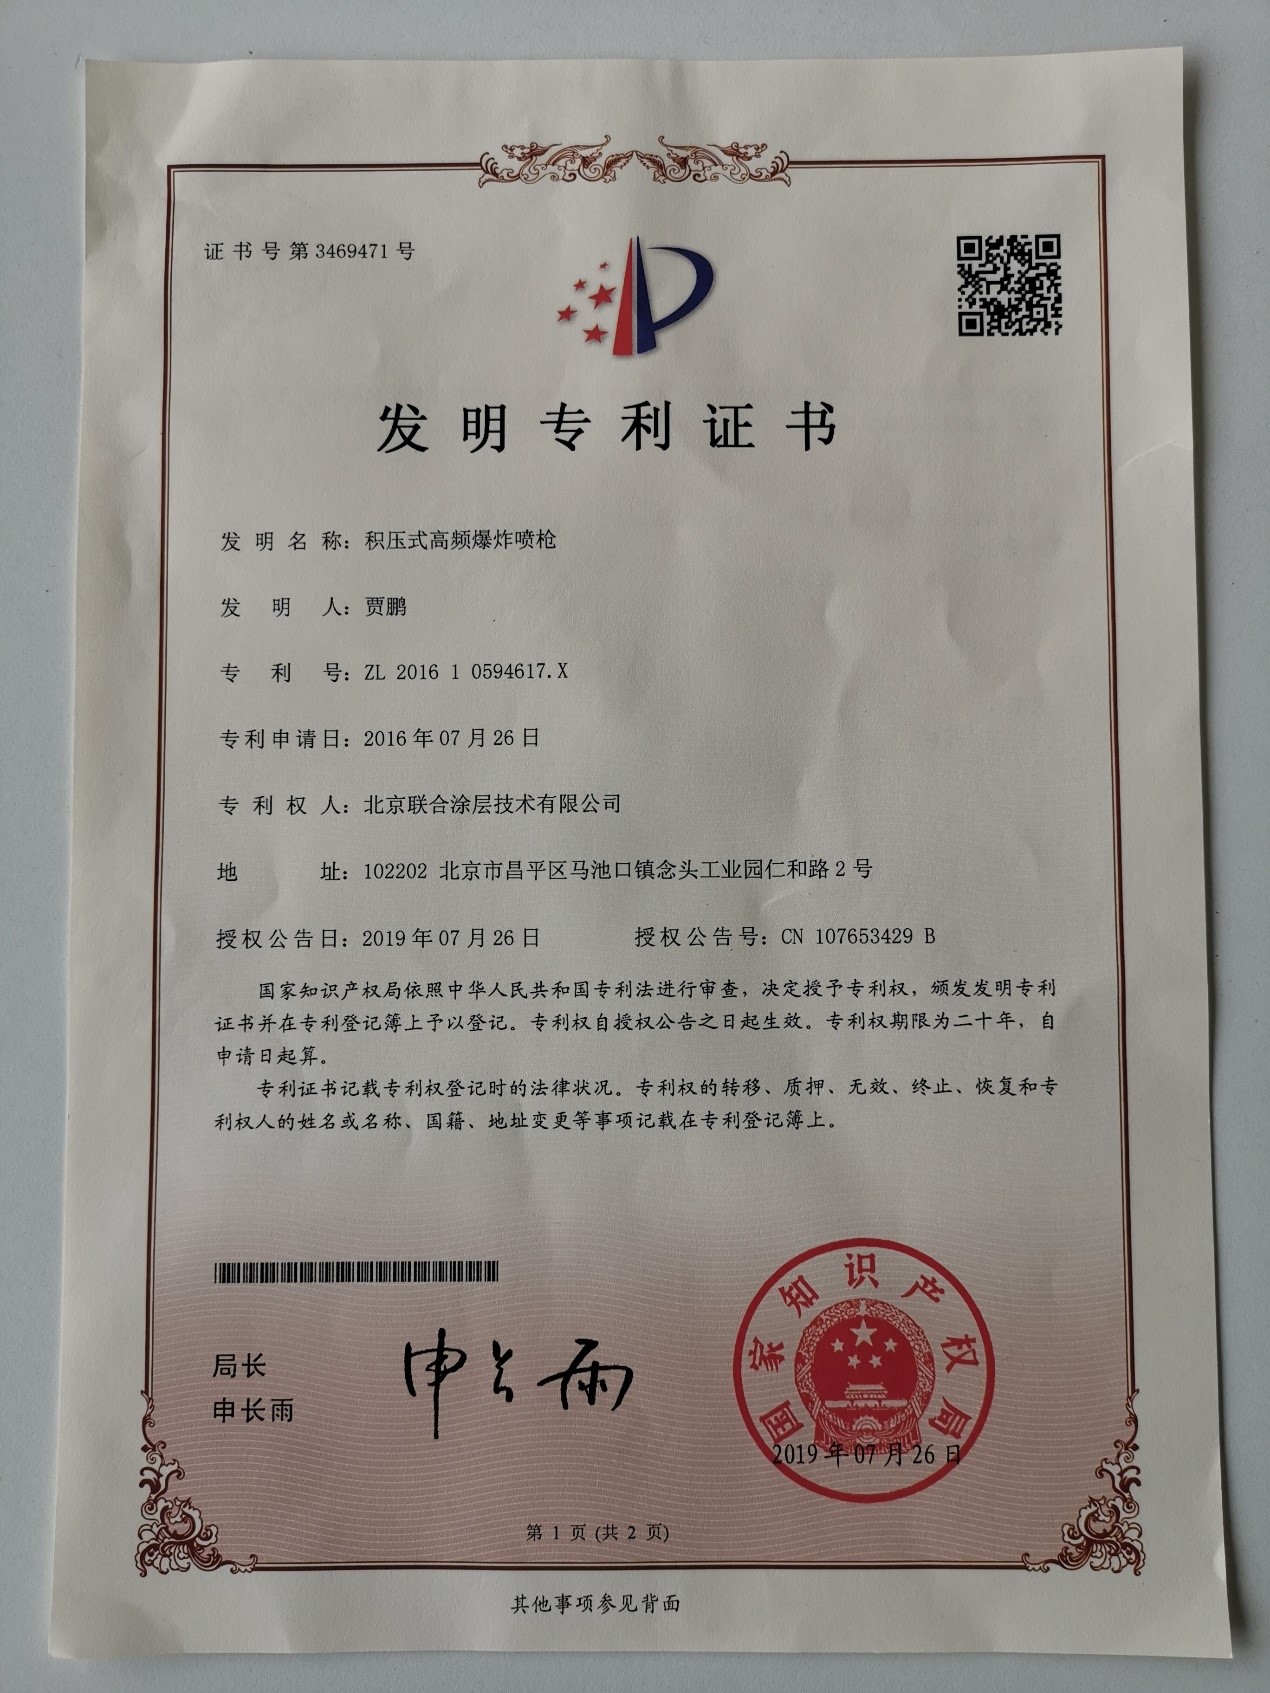 证书号第3469471号
发明专利证书
发明名称：积压式高频爆炸喷枪
发明人：贾鹏
专利号：ZL 2016 1 0594617.X
专利申请日：2016年07月26日
专利权人：北京联合涂层技术有限公司
地址：102202 北京市昌平区马池口镇念头工业园仁和路2号
授权公告日：2019年07月26日 授权公告号：CN 107653429 B
国家知识产权局依照中华人民共和国专利法进行审查，决定授予专利权，颁发发明专利
证书并在专利登记簿上予以登记。专利权自授权公告之日起生效。专利权期限为二十年，自
申请日起算。
专利证书记载专利权登记时的法律状况。专利权的转移、质押、无效、终止、恢复和专
利权人的姓名或名称、国籍、地址变更等事项记载在专利登记簿上。
局长
申长雨
申长雨
国家知识产权局
2019年07月26日
第 1 页 (共 2 页)
其他事项参见背面